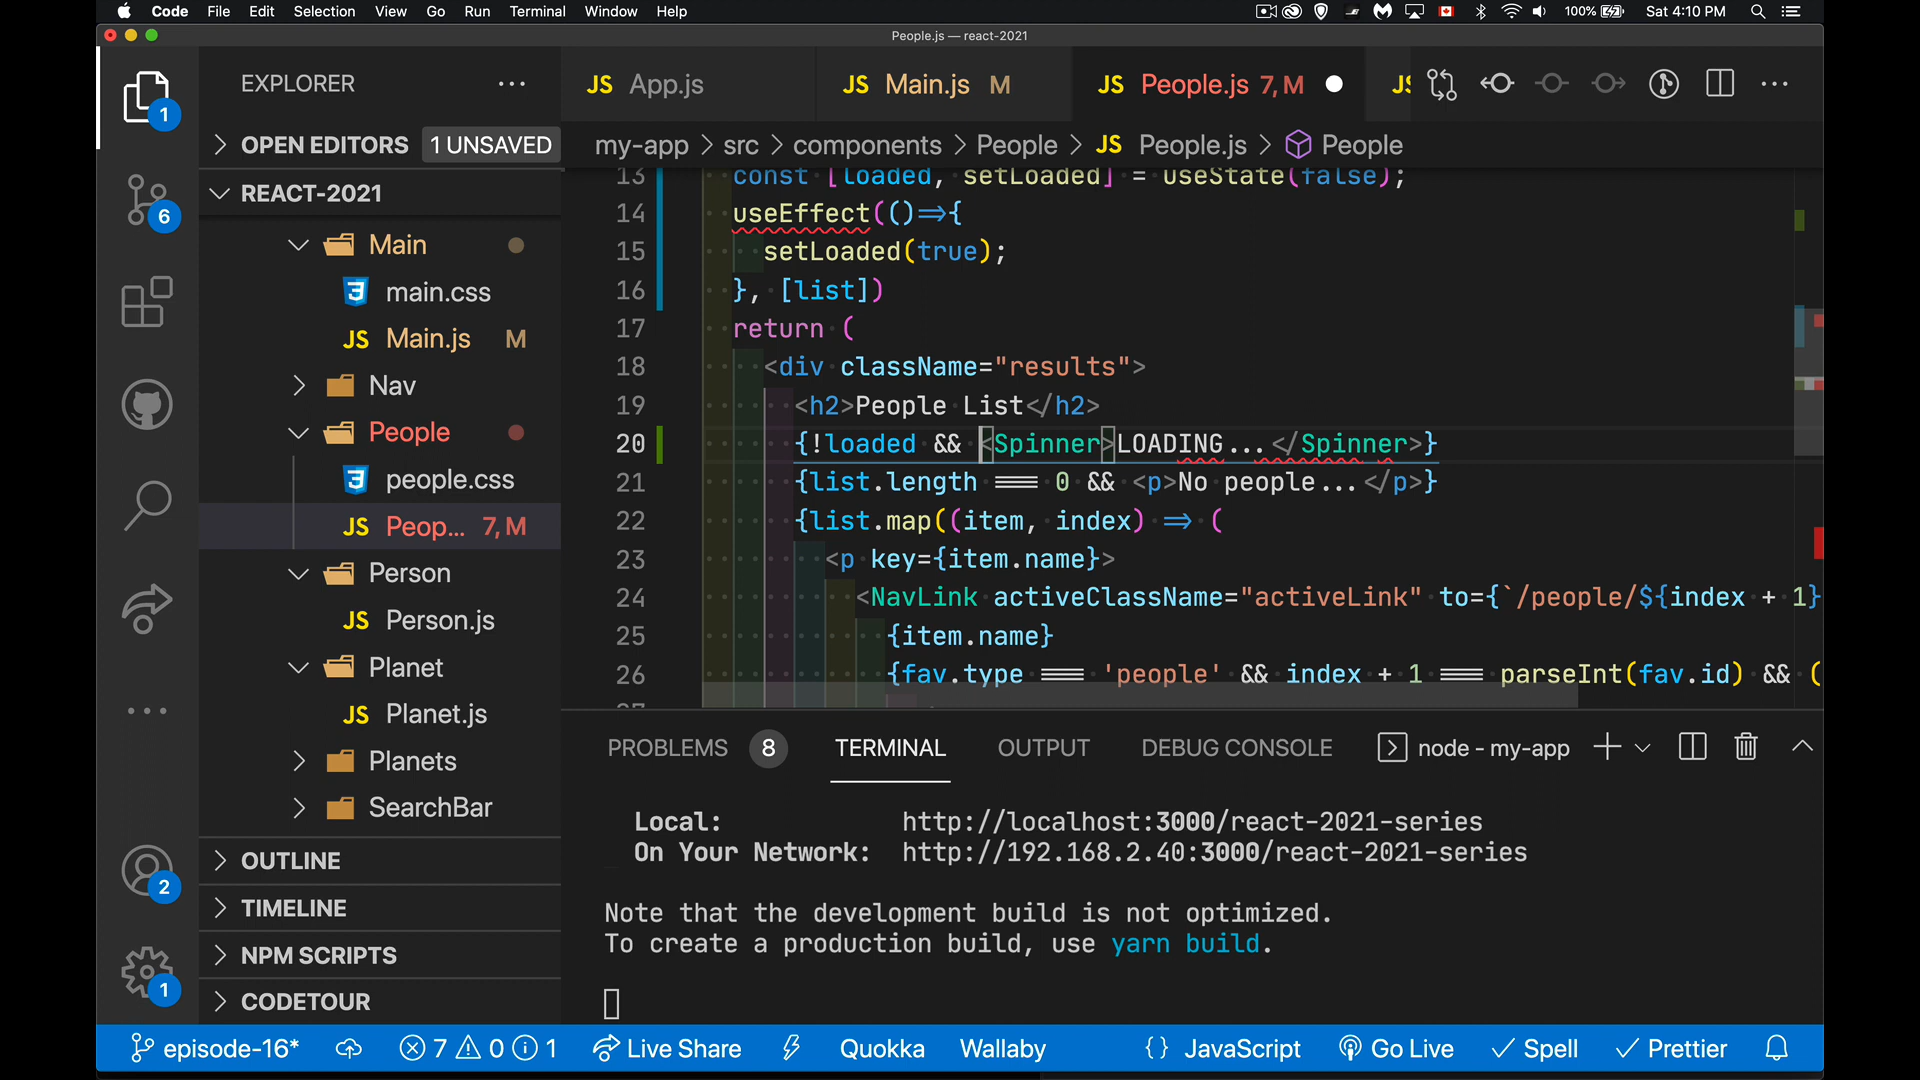 Code File Edit Selection View Go Run Terminal Window Help 100% Sat 4:10 PM
People.js — react-2021
EXPLORER
JS App.js
JS Main.js M
JS People.js 7, M
JS
1
OPEN EDITORS 1 UNSAVED
my-app > src > components > People > JS People.js > People
REACT-2021
6
Main
main.css
JS Main.js M
Nav
People
people.css
JS Peop... 7, M
Person
JS Person.js
Planet
JS Planet.js
Planets
SearchBar
OUTLINE
TIMELINE
NPM SCRIPTS
CODETOUR
2
1
13 const [loaded, setLoaded] = useState(false);
14 useEffect(()=>{
15 setLoaded(true);
16 }, [list])
17 return (
18 <div className="results">
19 <h2>People List</h2>
20 {!loaded && <Spinner>LOADING...</Spinner>}
21 {list.length === 0 && <p>No people...</p>}
22 {list.map((item, index) => (
23 <p key={item.name}>
24 <NavLink activeClassName="activeLink" to={`/people/${index + 1}
25 {item.name}
26 {fav.type === 'people' && index + 1 === parseInt(fav.id) && (
PROBLEMS 8 TERMINAL OUTPUT DEBUG CONSOLE node - my-app
Local: http://localhost:3000/react-2021-series
On Your Network: http://192.168.2.40:3000/react-2021-series
Note that the development build is not optimized.
To create a production build, use yarn build.
episode-16* 7 0 1 Live Share Quokka Wallaby {} JavaScript Go Live Spell Prettier